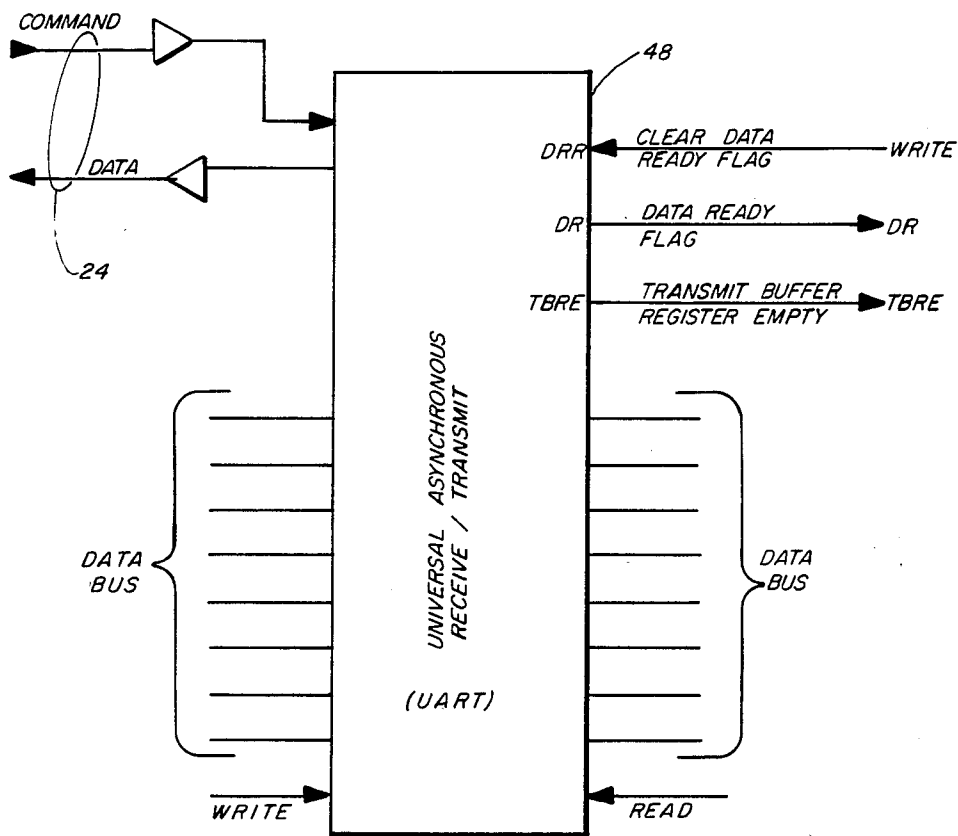 COMMAND
48
DRR
CLEAR DATA
READY FLAG
WRITE
DATA
24
DR
DATA READY
FLAG
DR
TBRE
TRANSMIT BUFFER
REGISTER EMPTY
TBRE
UNIVERSAL ASYNCHRONOUS
RECEIVE / TRANSMIT
(UART)
DATA
BUS
DATA
BUS
WRITE
READ